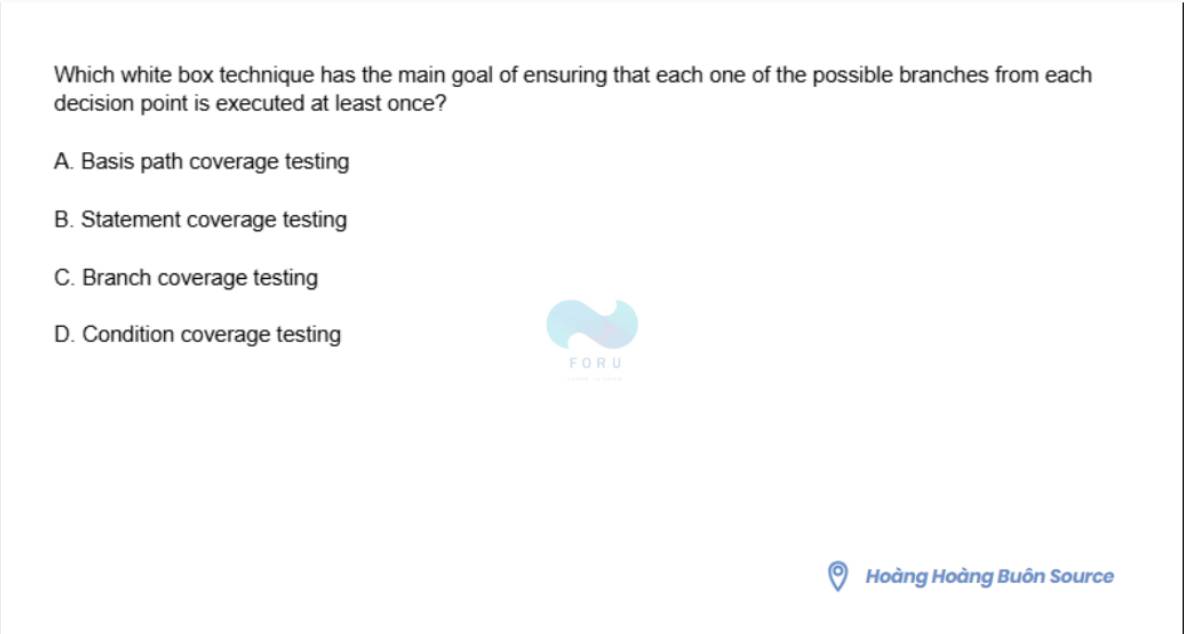 Which white box technique has the main goal of ensuring that each one of the possible branches from each
decision point is executed at least once?
A. Basis path coverage testing
B. Statement coverage testing
C. Branch coverage testing
D. Condition coverage testing
FORU
Hoàng Hoàng Buôn Source